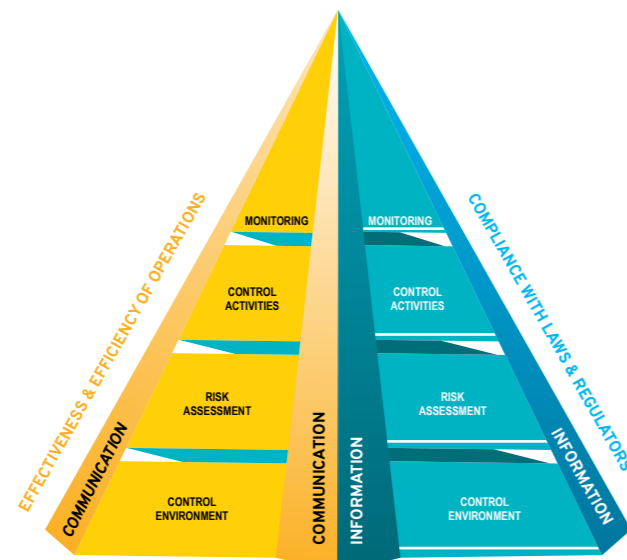 EFFECTIVENESS & EFFICIENCY OF OPERATIONS
COMMUNICATION
MONITORING
CONTROL
ACTIVITIES
RISK
ASSESSMENT
CONTROL
ENVIRONMENT
COMMUNICATION
INFORMATION
MONITORING
CONTROL
ACTIVITIES
RISK
ASSESSMENT
CONTROL
ENVIRONMENT
INFORMATION
COMPLIANCE WITH LAWS & REGULATORS